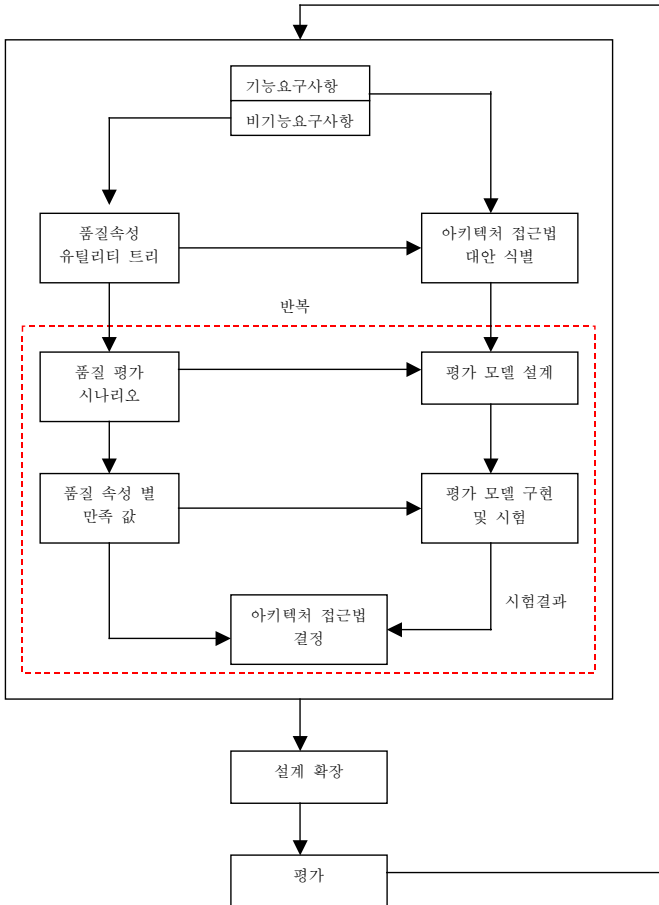 기능요구사항
비기능요구사항
품질속성
유틸리티 트리
아키텍처 접근법
대안 식별
반복
품질 평가
시나리오
평가 모델 설계
품질 속성 별
만족 값
평가 모델 구현
및 시험
시험결과
아키텍처 접근법
결정
설계 확장
평가